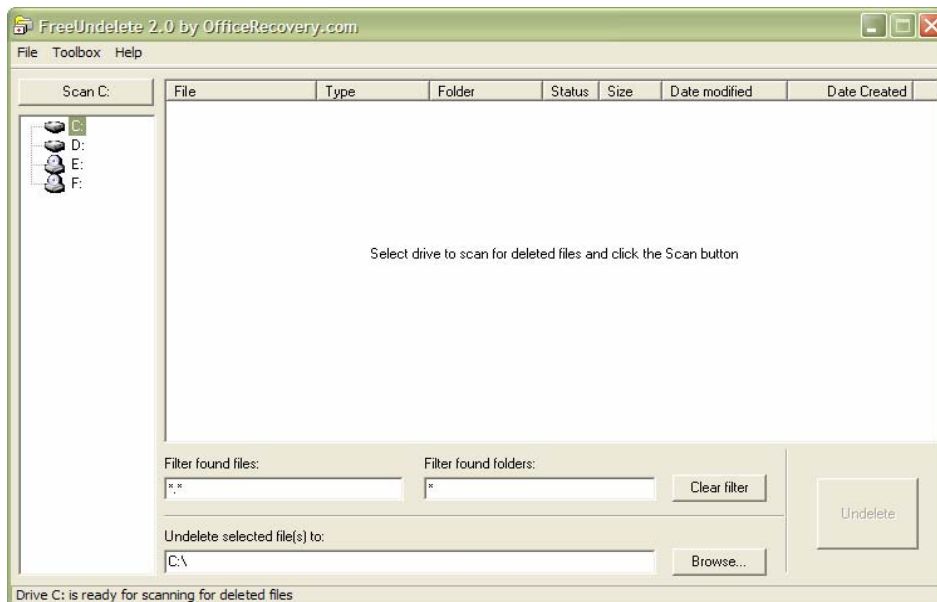 FreeUndelete 2.0 by OfficeRecovery.com
File Toolbox Help
Scan C:
File Type Folder Status Size Date modified Date Created
C:
D:
E:
F:
Select drive to scan for deleted files and click the Scan button
Filter found files: Filter found folders:
*.* * Clear filter
Undelete
Undelete selected file(s) to:
C:\ Browse...
Drive C: is ready for scanning for deleted files